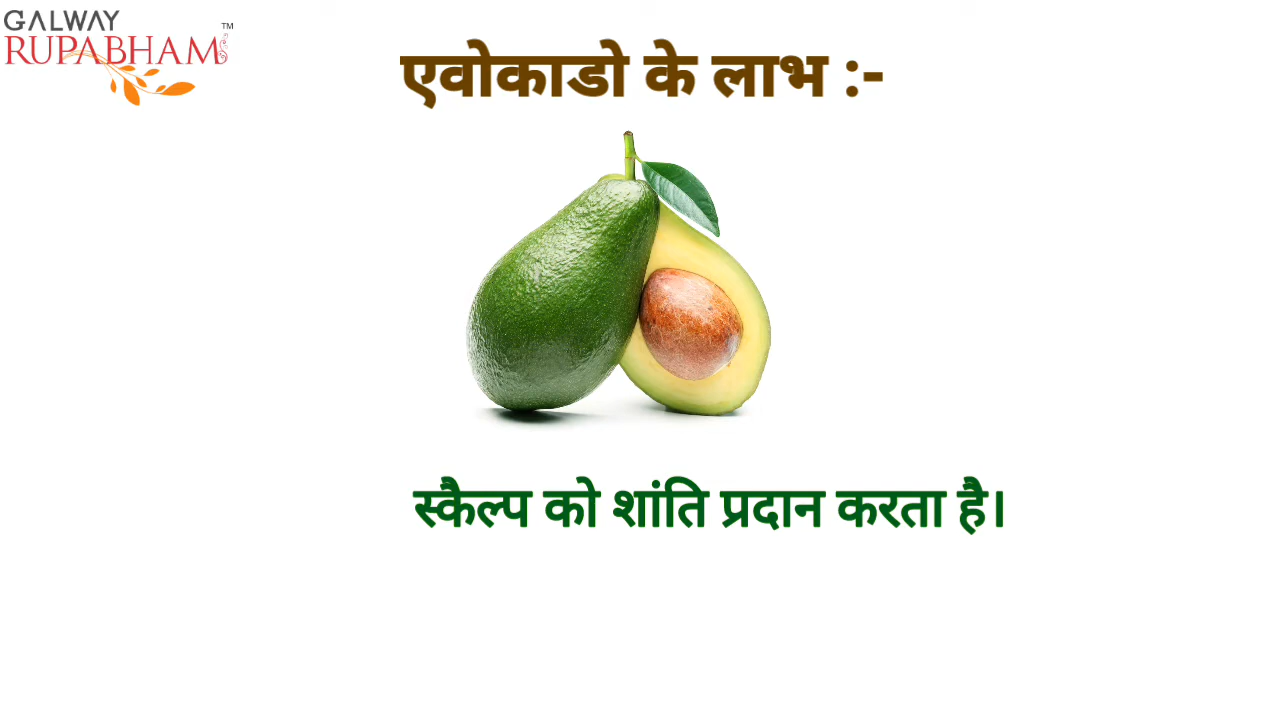 GALWAY
RUPABHAM
TM
एवोकाडो के लाभ :-
स्कैल्प को शांति प्रदान करता है।